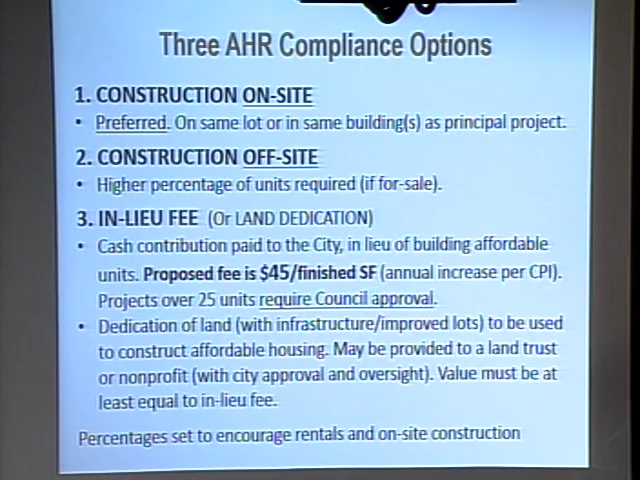 Three AHR Compliance Options
1. CONSTRUCTION ON-SITE
• Preferred. On same lot or in same building(s) as principal project.
2. CONSTRUCTION OFF-SITE
• Higher percentage of units required (if for-sale).
3. IN-LIEU FEE (Or LAND DEDICATION)
• Cash contribution paid to the City, in lieu of building affordable
units. Proposed fee is $45/finished SF (annual increase per CPI).
Projects over 25 units require Council approval.
• Dedication of land (with infrastructure/improved lots) to be used
to construct affordable housing. May be provided to a land trust
or nonprofit (with city approval and oversight). Value must be at
least equal to in-lieu fee.
Percentages set to encourage rentals and on-site construction